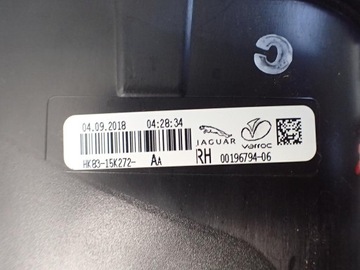 C
04.09.2018 04:28:34
JAGUAR varroc
HK83-15K272- AA RH 00196794-06